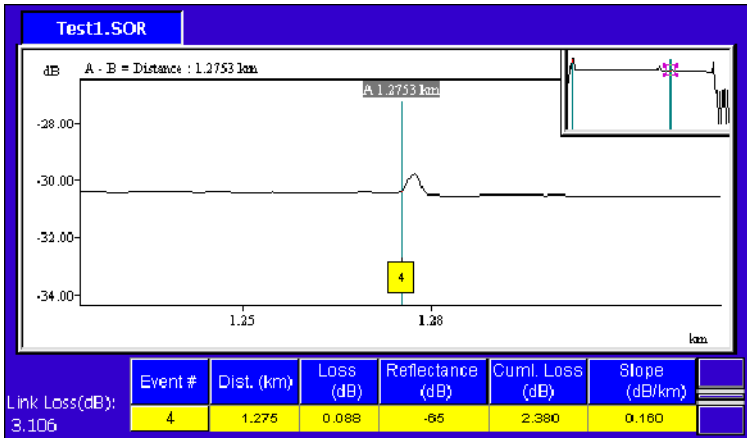 Test1.SOR
dB A - B = Distance : 1.2753 km
A 1.2753 km
-28.00
-30.00
-32.00
-34.00
4
1.25 1.28
km
Link Loss(dB):
3.106
Event # Dist. (km) Loss (dB) Reflectance (dB) Cuml. Loss (dB) Slope (dB/km)
4 1.275 0.088 -65 2.380 0.160